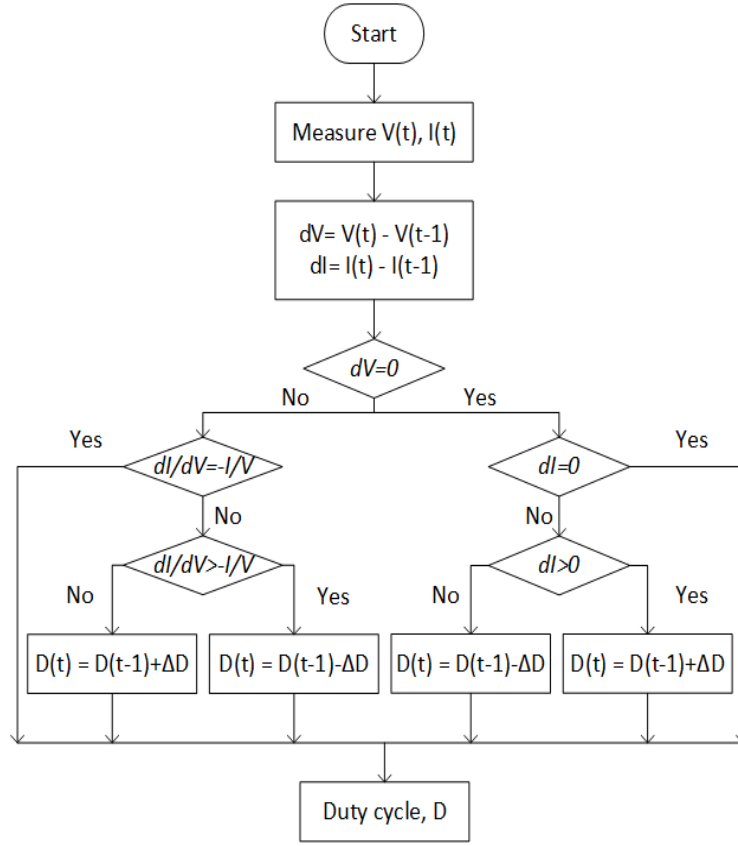 Start
Measure V(t), I(t)
dV= V(t) - V(t-1)
dI= I(t) - I(t-1)
dV=0
No
Yes
Yes
dI/dV=-I/V
dI=0
Yes
No
No
dI/dV>-I/V
dI>0
No
Yes
No
Yes
D(t) = D(t-1)+ΔD
D(t) = D(t-1)-ΔD
D(t) = D(t-1)-ΔD
D(t) = D(t-1)+ΔD
Duty cycle, D